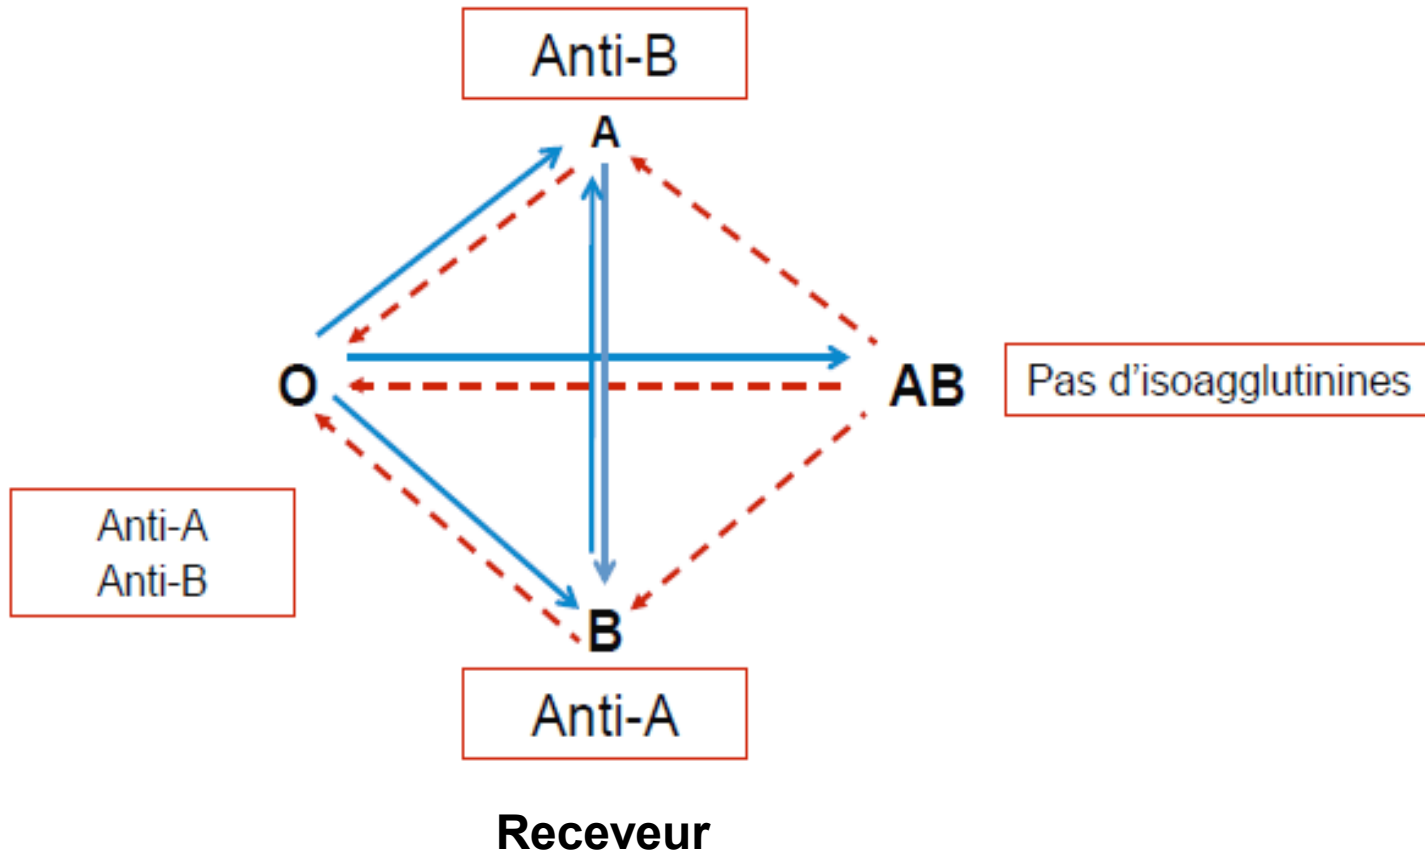 Anti-B
A
O
AB
Pas d'isoagglutinines
Anti-A
Anti-B
B
Anti-A
Receveur